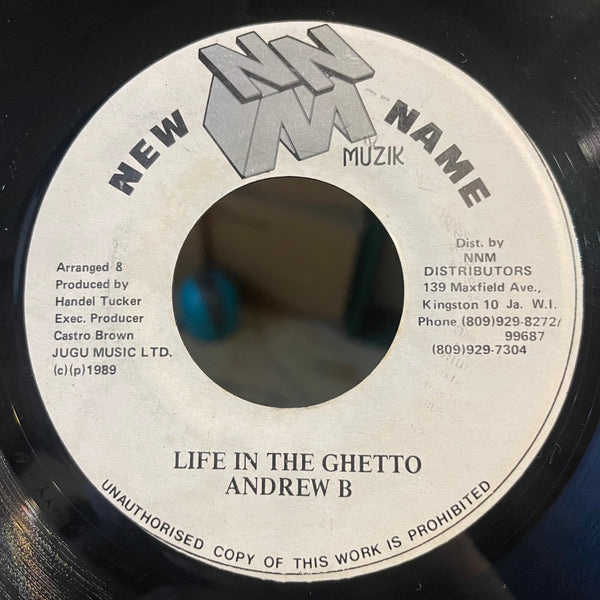 NEW NNM NAME
MUZIK
Arranged &
Produced by
Handel Tucker
Exec. Producer
Castro Brown
JUGU MUSIC LTD.
(c)(p)1989
Dist. by
NNM
DISTRIBUTORS
139 Maxfield Ave.,
Kingston 10 Ja. W.I.
Phone (809)929-8272/
99687
(809)929-7304
LIFE IN THE GHETTO
ANDREW B
UNAUTHORISED COPY OF THIS WORK IS PROHIBITED